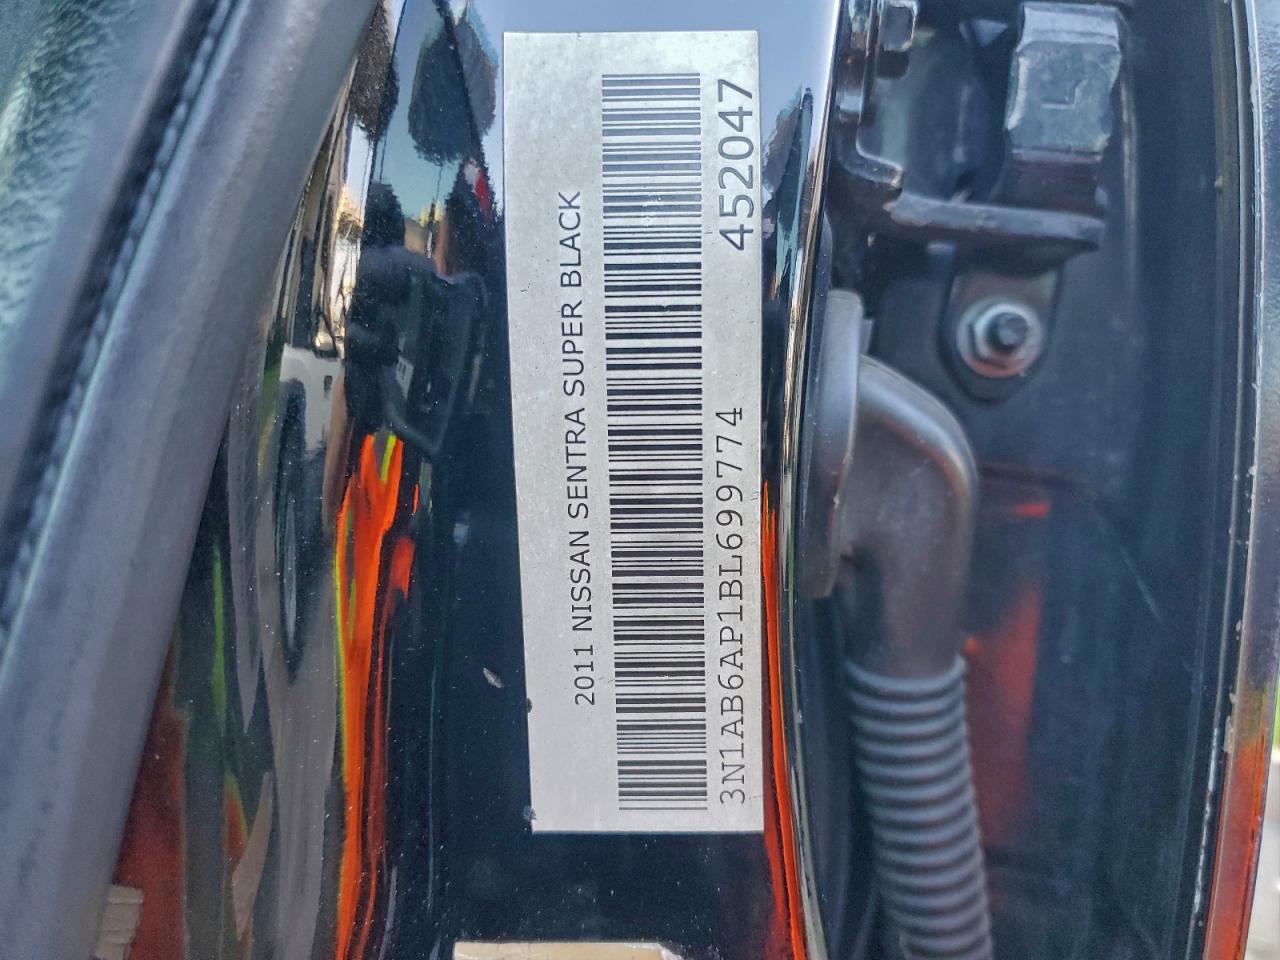 2011 NISSAN SENTRA SUPER BLACK
3N1AB6AP1BL699774 452047